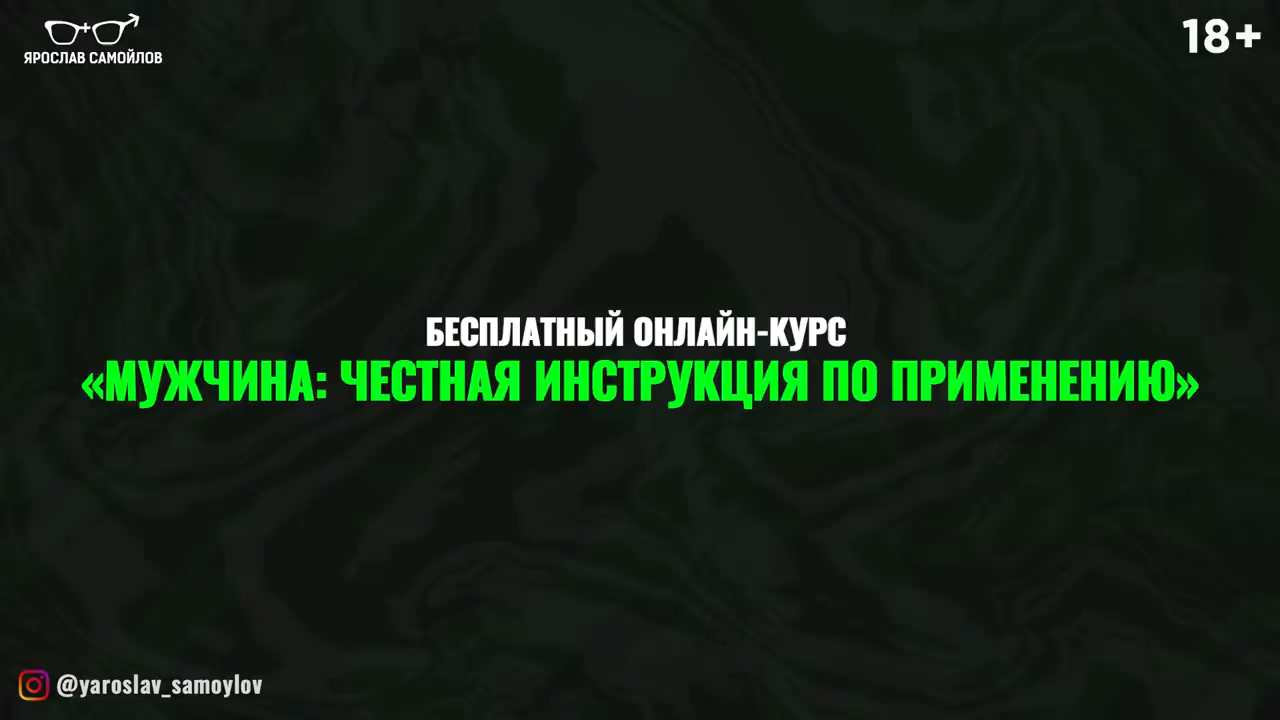 ЯРОСЛАВ САМОЙЛОВ
18+
БЕСПЛАТНЫЙ ОНЛАЙН-КУРС
«МУЖЧИНА: ЧЕСТНАЯ ИНСТРУКЦИЯ ПО ПРИМЕНЕНИЮ»
@yaroslav_samoylov